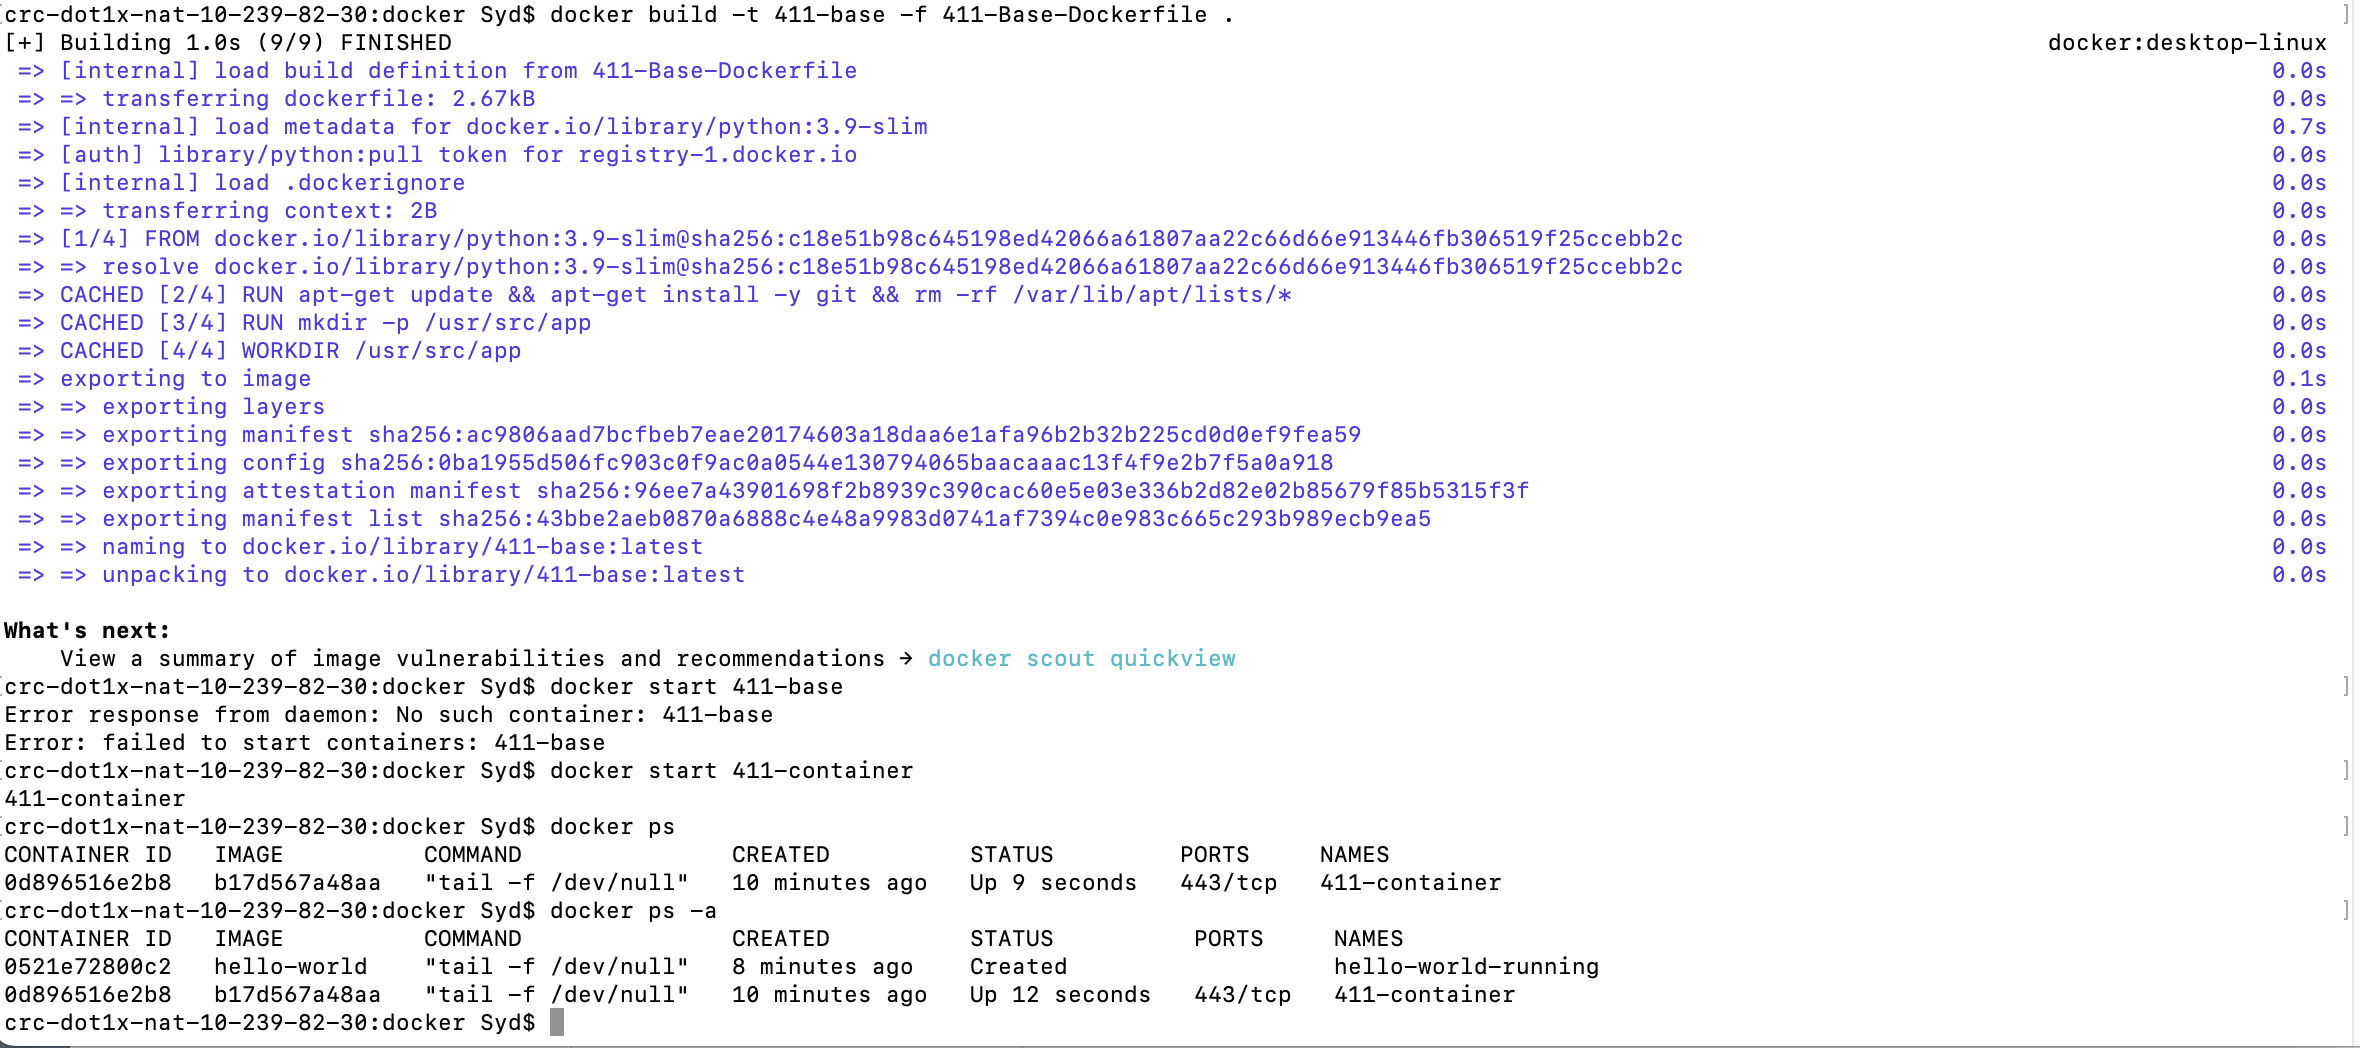 crc-dot1x-nat-10-239-82-30:docker Syd$ docker build -t 411-base -f 411-Base-Dockerfile .
[+] Building 1.0s (9/9) FINISHED docker:desktop-linux
=> [internal] load build definition from 411-Base-Dockerfile 0.0s
=> => transferring dockerfile: 2.67kB 0.0s
=> [internal] load metadata for docker.io/library/python:3.9-slim 0.7s
=> [auth] library/python:pull token for registry-1.docker.io 0.0s
=> [internal] load .dockerignore 0.0s
=> => transferring context: 2B 0.0s
=> [1/4] FROM docker.io/library/python:3.9-slim@sha256:c18e51b98c645198ed42066a61807aa22c66d66e913446fb306519f25ccebb2c 0.0s
=> => resolve docker.io/library/python:3.9-slim@sha256:c18e51b98c645198ed42066a61807aa22c66d66e913446fb306519f25ccebb2c 0.0s
=> CACHED [2/4] RUN apt-get update && apt-get install -y git && rm -rf /var/lib/apt/lists/* 0.0s
=> CACHED [3/4] RUN mkdir -p /usr/src/app 0.0s
=> CACHED [4/4] WORKDIR /usr/src/app 0.0s
=> exporting to image 0.1s
=> => exporting layers 0.0s
=> => exporting manifest sha256:ac9806aad7bcfbeb7eae20174603a18daa6e1afa96b2b32b225cd0d0ef9fea59 0.0s
=> => exporting config sha256:0ba1955d506fc903c0f9ac0a0544e130794065baacaaac13f4f9e2b7f5a0a918 0.0s
=> => exporting attestation manifest sha256:96ee7a43901698f2b8939c390cac60e5e03e336b2d82e02b85679f85b5315f3f 0.0s
=> => exporting manifest list sha256:43bbe2aeb0870a6888c4e48a9983d0741af7394c0e983c665c293b989ecb9ea5 0.0s
=> => naming to docker.io/library/411-base:latest 0.0s
=> => unpacking to docker.io/library/411-base:latest 0.0s
What's next:
View a summary of image vulnerabilities and recommendations → docker scout quickview
crc-dot1x-nat-10-239-82-30:docker Syd$ docker start 411-base
Error response from daemon: No such container: 411-base
Error: failed to start containers: 411-base
crc-dot1x-nat-10-239-82-30:docker Syd$ docker start 411-container
411-container
crc-dot1x-nat-10-239-82-30:docker Syd$ docker ps
CONTAINER ID IMAGE COMMAND CREATED STATUS PORTS NAMES
0d896516e2b8 b17d567a48aa "tail -f /dev/null" 10 minutes ago Up 9 seconds 443/tcp 411-container
crc-dot1x-nat-10-239-82-30:docker Syd$ docker ps -a
CONTAINER ID IMAGE COMMAND CREATED STATUS PORTS NAMES
0521e72800c2 hello-world "tail -f /dev/null" 8 minutes ago Created hello-world-running
0d896516e2b8 b17d567a48aa "tail -f /dev/null" 10 minutes ago Up 12 seconds 443/tcp 411-container
crc-dot1x-nat-10-239-82-30:docker Syd$